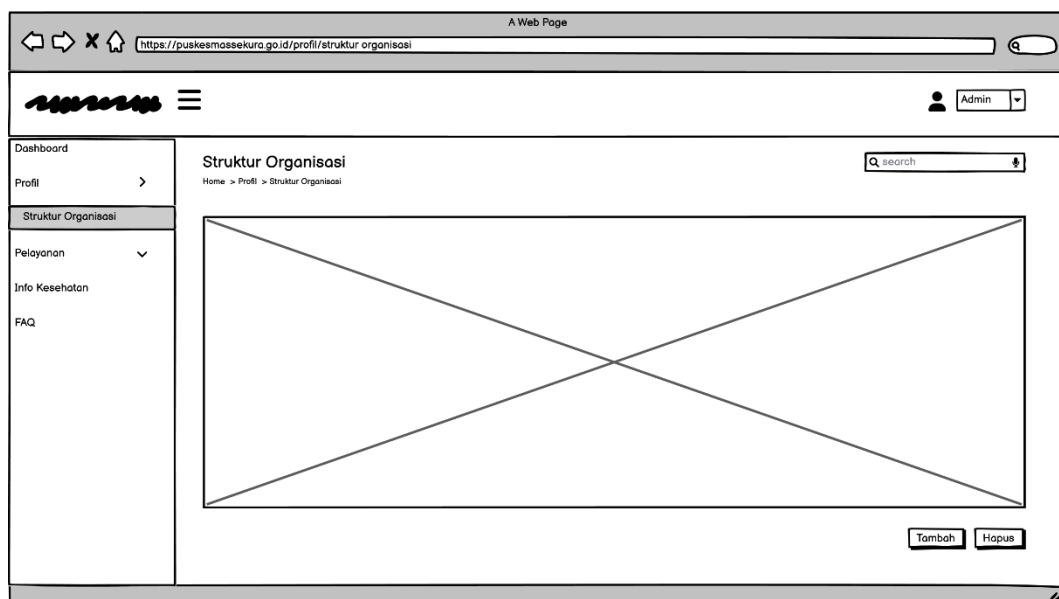 A Web Page
https://puskesmassekura.go.id/profil/struktur organisasi
Admin
Dashboard
Profil
Struktur Organisasi
Pelayanan
Info Kesehatan
FAQ
Struktur Organisasi
Home > Profil > Struktur Organisasi
search
Tambah
Hapus